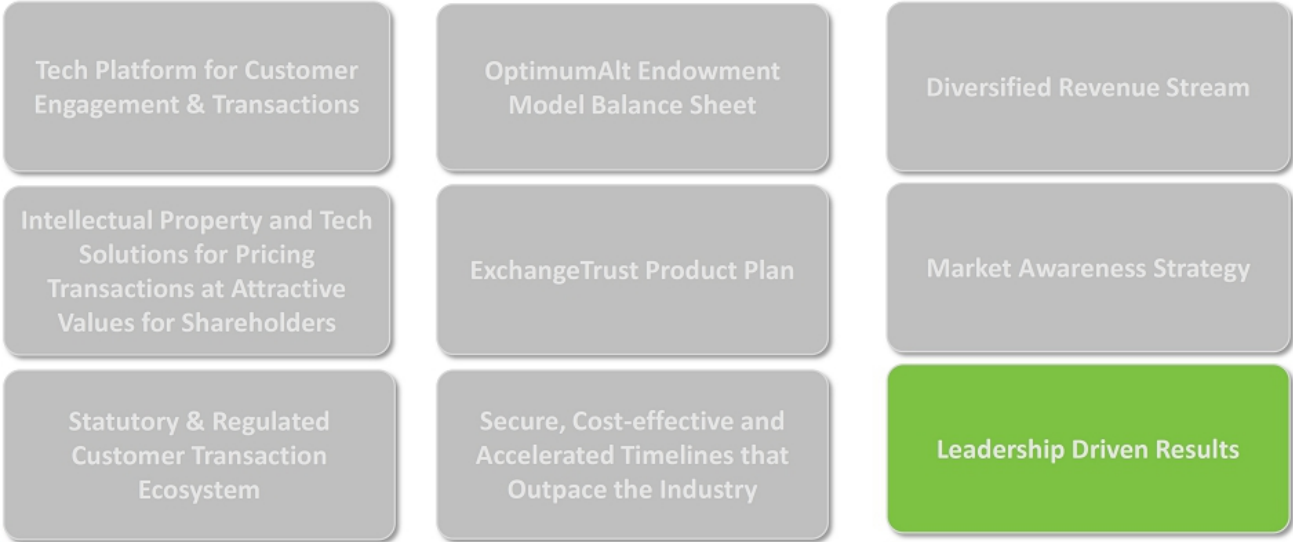 Tech Platform for Customer
Engagement & Transactions
OptimumAlt Endowment
Model Balance Sheet
Diversified Revenue Stream
Intellectual Property and Tech
Solutions for Pricing
Transactions at Attractive
Values for Shareholders
ExchangeTrust Product Plan
Market Awareness Strategy
Statutory & Regulated
Customer Transaction
Ecosystem
Secure, Cost-effective and
Accelerated Timelines that
Outpace the Industry
Leadership Driven Results